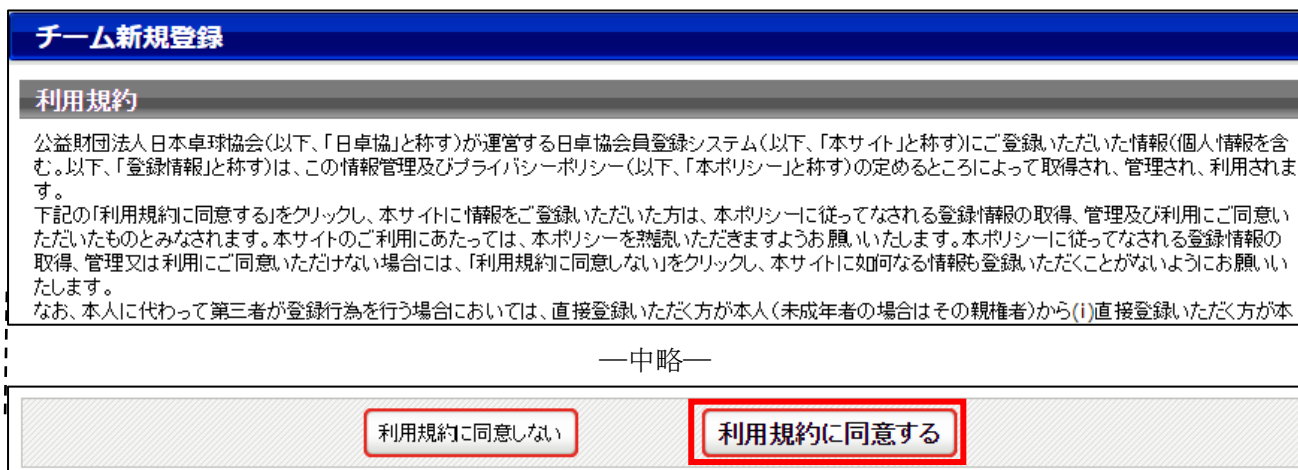 チーム新規登録
利用規約
公益財団法人日本卓球協会(以下、「日卓協」と称す)が運営する日卓協会員登録システム(以下、「本サイト」と称す)にご登録いただいた情報(個人情報を含
む。以下、「登録情報」と称す)は、この情報管理及びプライバシーポリシー(以下、「本ポリシー」と称す)の定めるところによって取得され、管理され、利用されま
す。
下記の「利用規約に同意する」をクリックし、本サイトに情報をご登録いただいた方は、本ポリシーに従ってなされる登録情報の取得、管理及び利用にご同意い
ただいたものとみなされます。本サイトのご利用にあたっては、本ポリシーを熟読いただきますようお願いいたします。本ポリシーに従ってなされる登録情報の
取得、管理又は利用にご同意いただけない場合には、「利用規約に同意しない」をクリックし、本サイトに如何なる情報も登録いただくことがないようにお願いい
たします。
なお、本人に代わって第三者が登録行為を行う場合においては、直接登録いただく方が本人(未成年者の場合はその親権者)から(i)直接登録いただく方が本
―中略―
利用規約に同意しない 利用規約に同意する